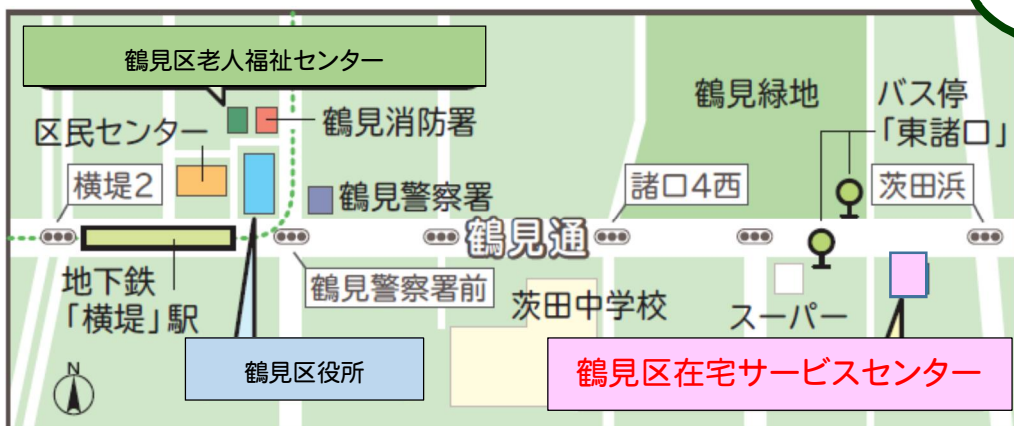 鶴見区老人福祉センター
鶴見緑地
バス停
「東諸口」
区民センター
鶴見消防署
横堤2
鶴見警察署
諸口4西
茨田浜
鶴見通
地下鉄
「横堤」駅
鶴見警察署前
茨田中学校
スーパー
鶴見区役所
鶴見区在宅サービスセンター
N